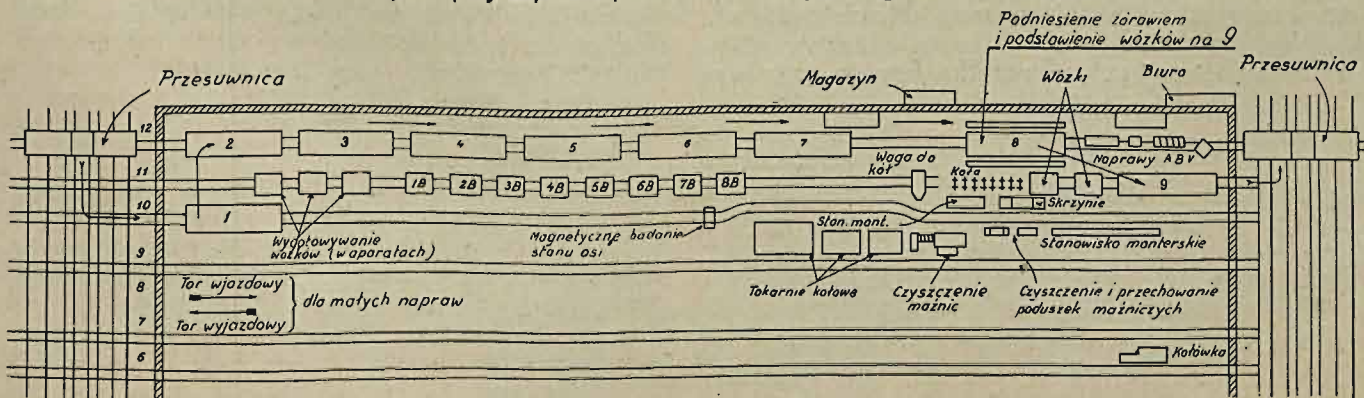 Podniesienie żórawiem
i podstawienie wózków na 9
Przesuwnica
Magazyn
Wózki
Biuro
Przesuwnica
12
2
3
4
5
6
7
8
Naprawy A B V
11
1B
2B
3B
4B
5B
6B
7B
8B
Waga do
kół
Koła
9
10
1
Wygotowywanie
wózków (w aparatach)
Magnetyczne badanie
stanu osi
Stan. mont.
Skrzynie
Stanowisko monterskie
9
Tokarnie kołowe
Czyszczenie
maźnic
Czyszczenie i przechowanie
poduszek maźniczych
8
Tor wjazdowy
Tor wyjazdowy
dla małych napraw
7
6
Kołówka